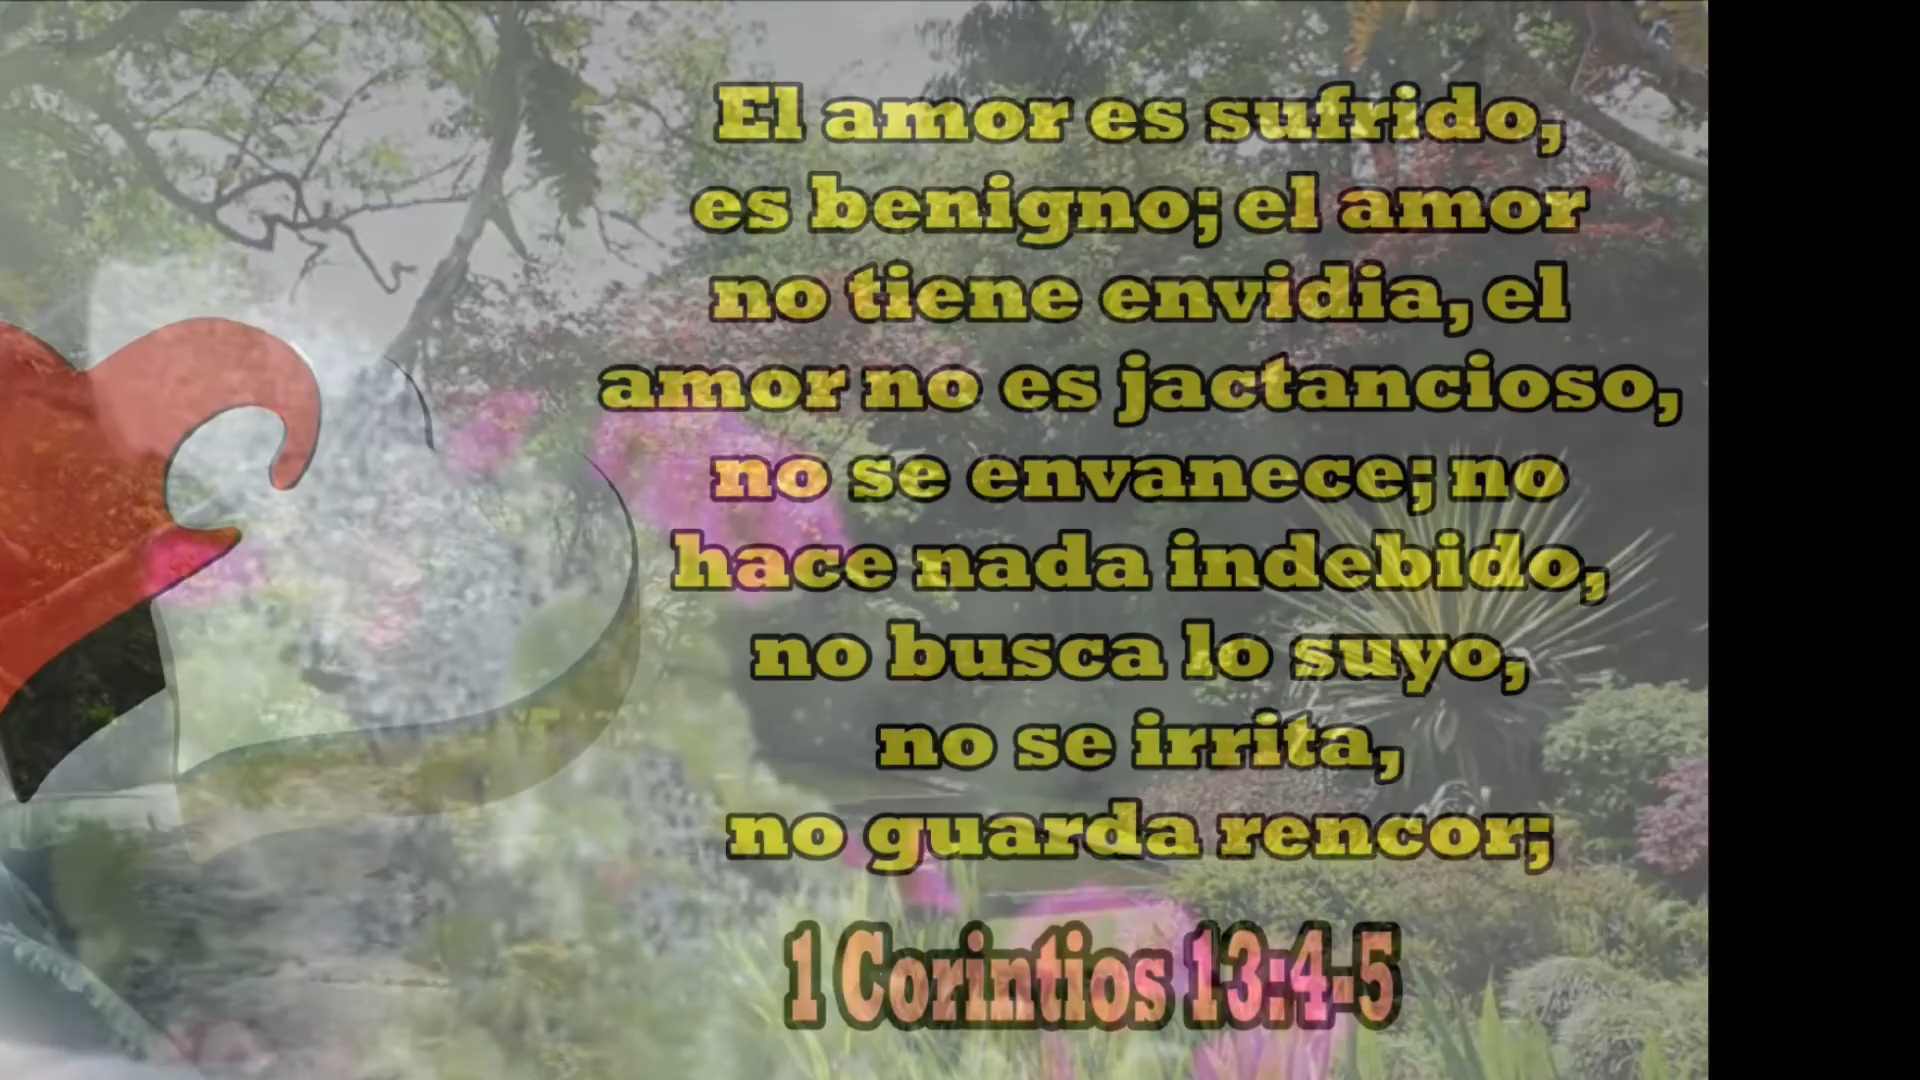 El amor es sufrido,
es benigno; el amor
no tiene envidia, el
amor no es jactancioso,
no se envanece; no
hace nada indebido,
no busca lo suyo,
no se irrita,
no guarda rencor;
1 Corintios 13:4-5